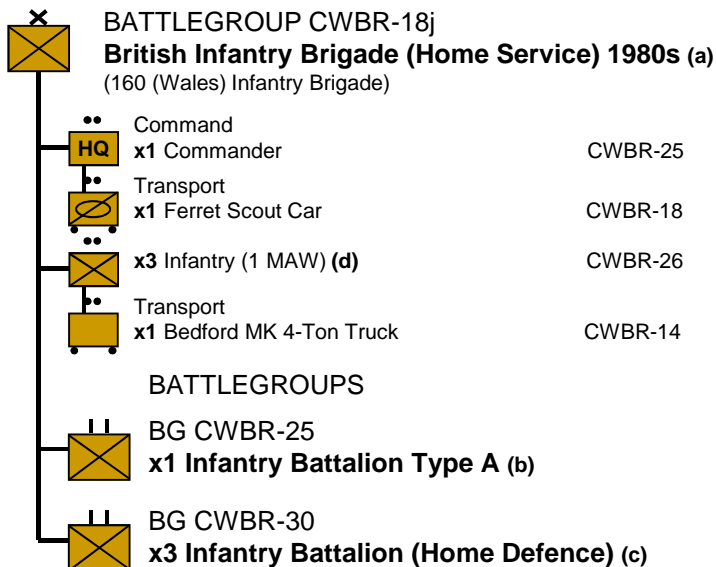 BATTLEGROUP CWBR-18j
British Infantry Brigade (Home Service) 1980s (a)
(160 (Wales) Infantry Brigade)
Command
HQ x1 Commander CWBR-25
Transport
x1 Ferret Scout Car CWBR-18
x3 Infantry (1 MAW) (d) CWBR-26
Transport
x1 Bedford MK 4-Ton Truck CWBR-14
BATTLEGROUPS
BG CWBR-25
x1 Infantry Battalion Type A (b)
BG CWBR-30
x3 Infantry Battalion (Home Defence) (c)